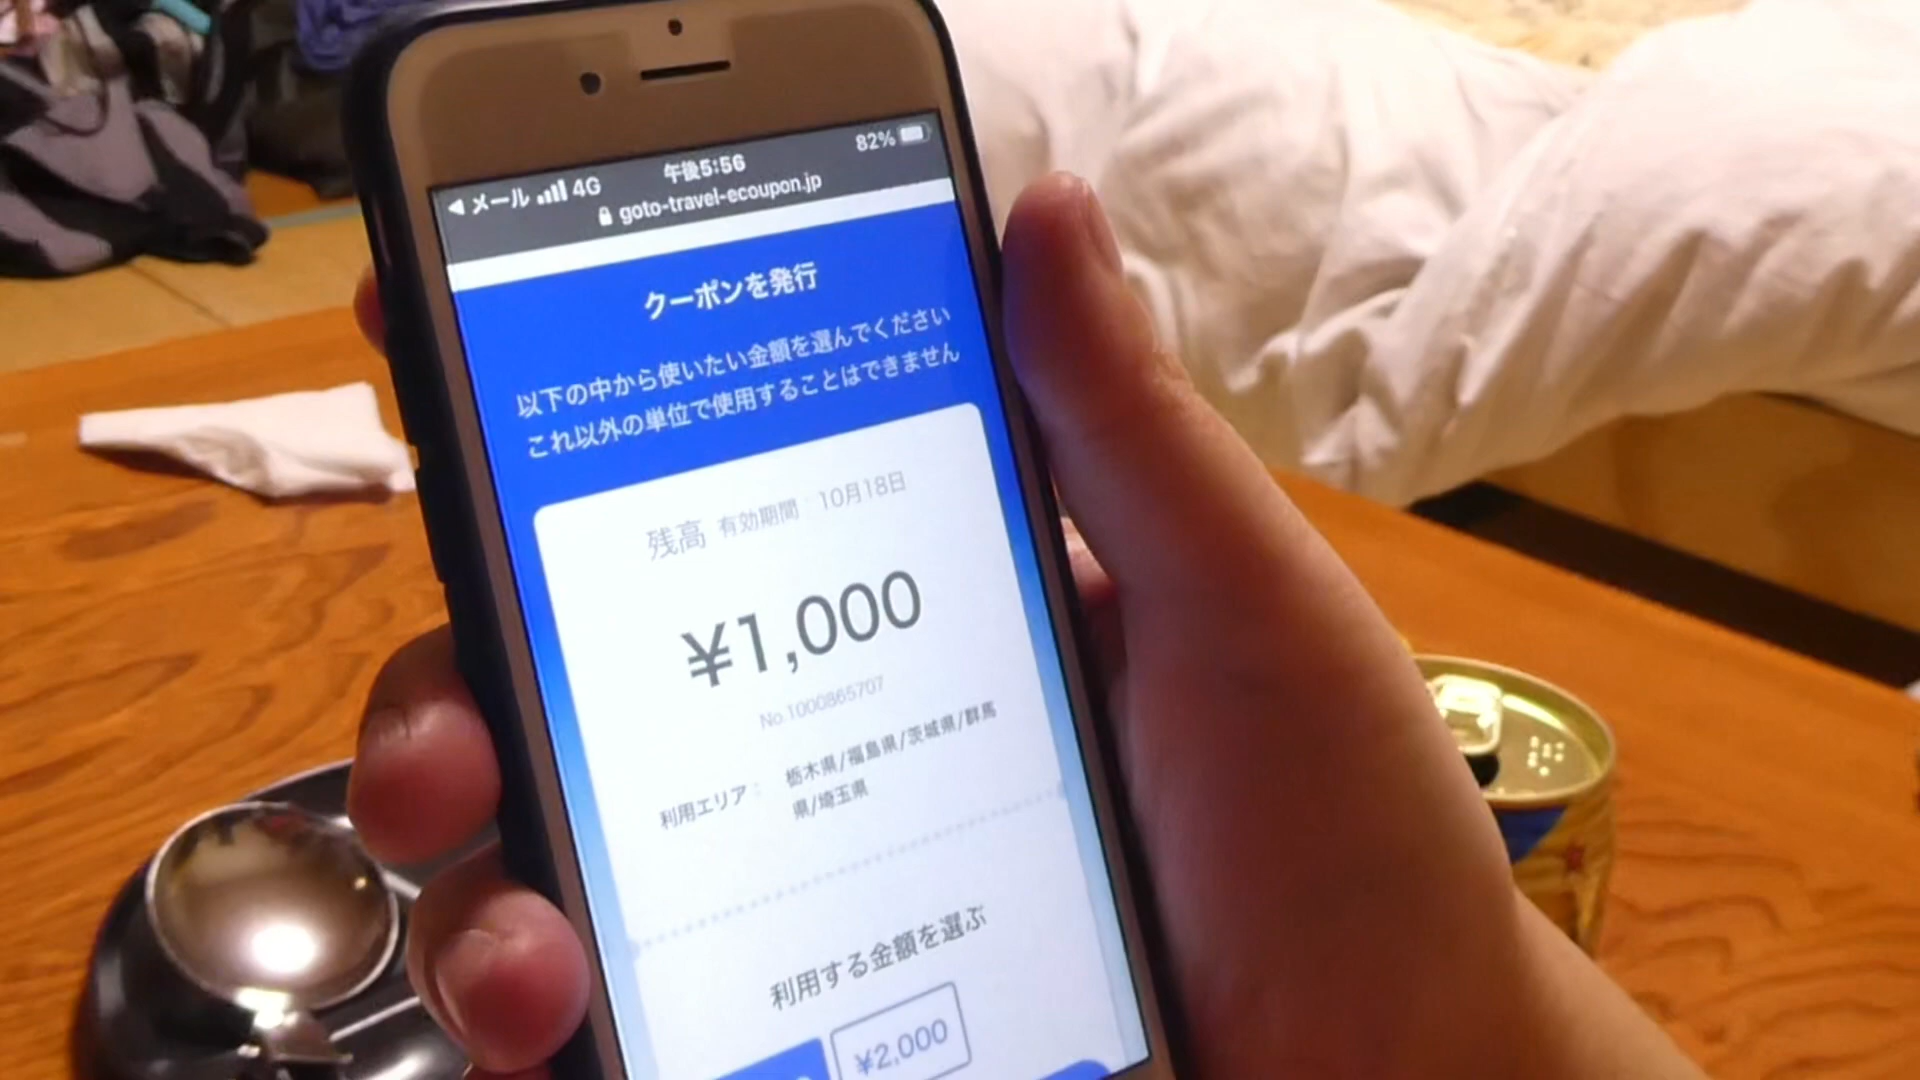 メール 4G
午後5:56
82%
goto-travel-ecoupon.jp
クーポンを発行
以下の中から使いたい金額を選んでください
これ以外の単位で使用することはできません
残高 有効期間 10月18日
¥1,000
No.1000865707
利用エリア： 栃木県/福島県/茨城県/群馬
県/埼玉県
利用する金額を選ぶ
¥2,000